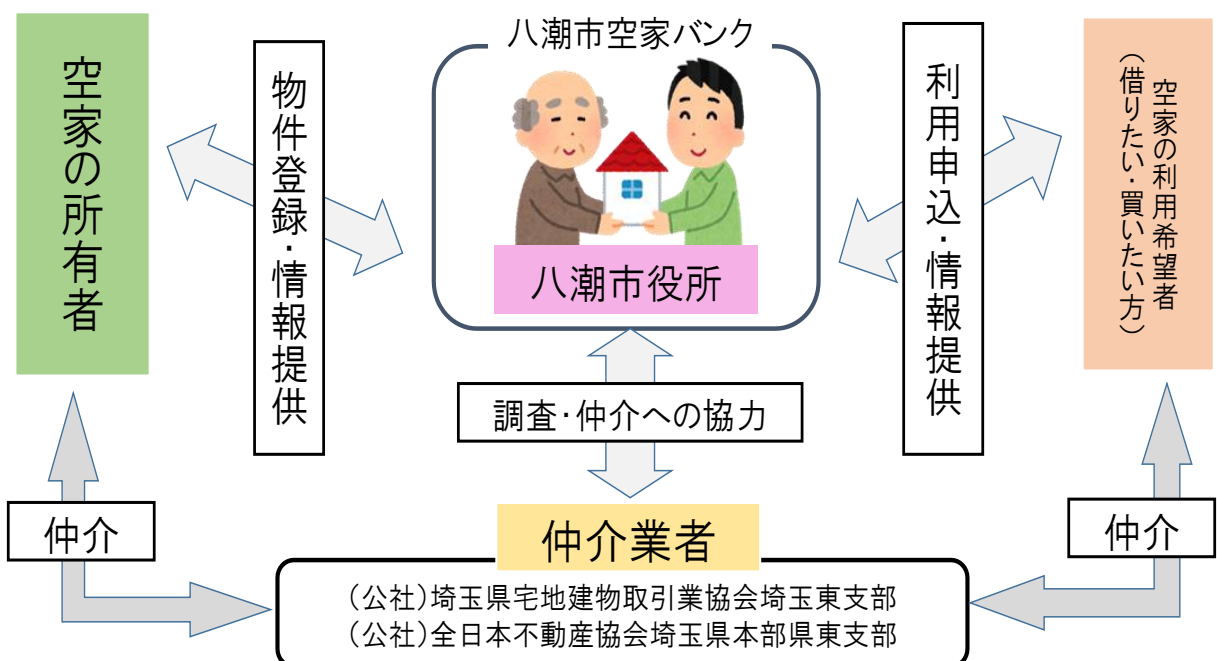 八潮市空家バンク
空家の所有者
物件登録・情報提供
八潮市役所
利用申込・情報提供
空家の利用希望者
(借りたい・買いたい方)
調査・仲介への協力
仲介
仲介業者
仲介
(公社)埼玉県宅地建物取引業協会埼玉東支部
(公社)全日本不動産協会埼玉県本部県東支部